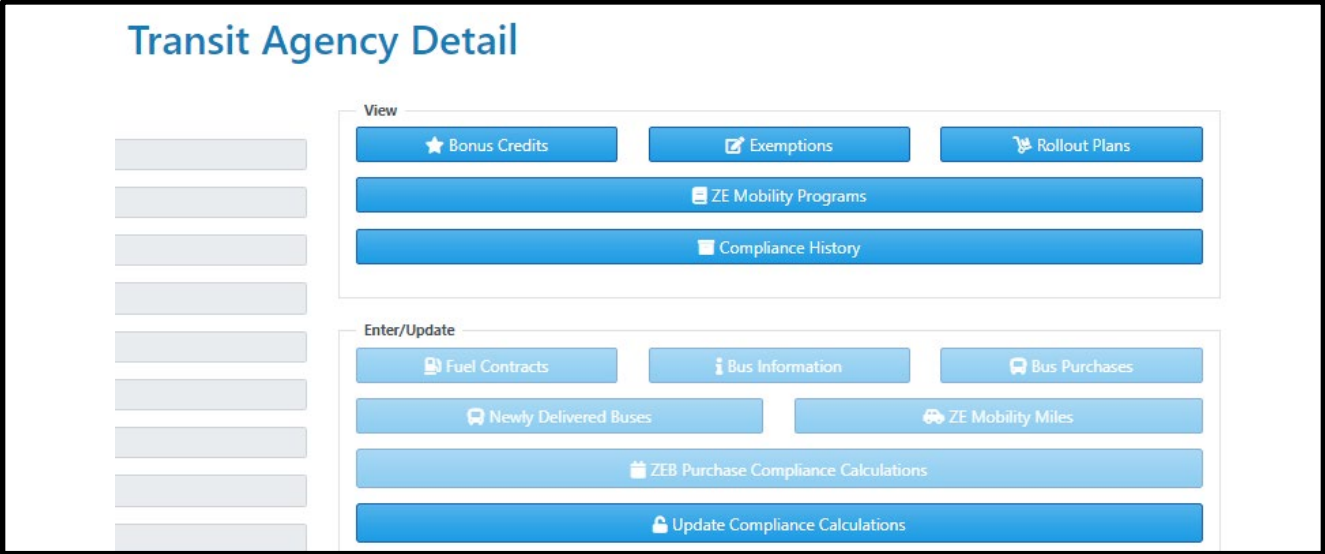 Transit Agency Detail
View
Bonus Credits
Exemptions
Rollout Plans
ZE Mobility Programs
Compliance History
Enter/Update
Fuel Contracts
Bus Information
Bus Purchases
Newly Delivered Buses
ZE Mobility Miles
ZEB Purchase Compliance Calculations
Update Compliance Calculations